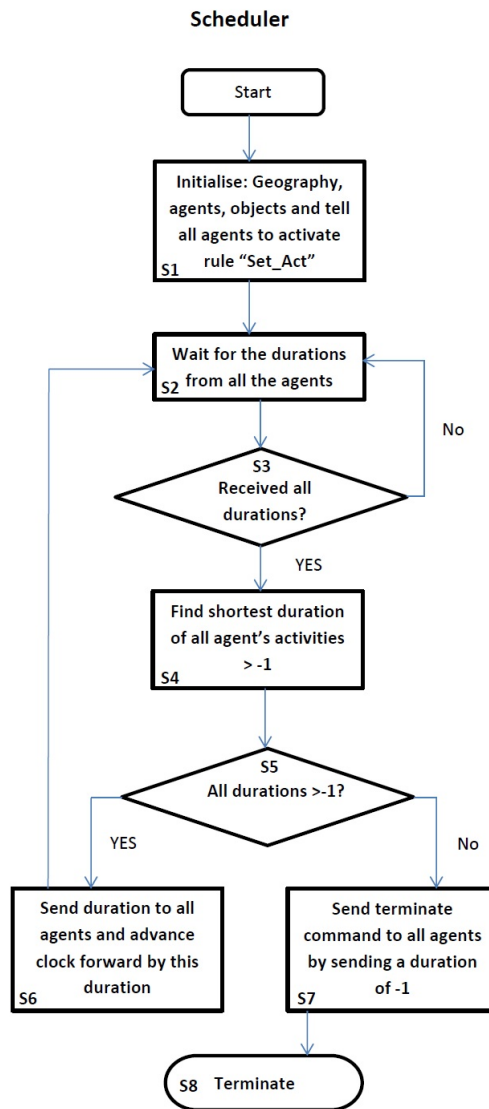 Scheduler
Start
Initialise: Geography,
agents, objects and tell
all agents to activate
rule “Set_Act”
S1
Wait for the durations
from all the agents
S2
No
S3
Received all
durations?
YES
Find shortest duration
of all agent’s activities
> -1
S4
S5
All durations >-1?
YES
No
Send duration to all
agents and advance
clock forward by this
duration
S6
Send terminate
command to all agents
by sending a duration
of -1
S7
S8 Terminate